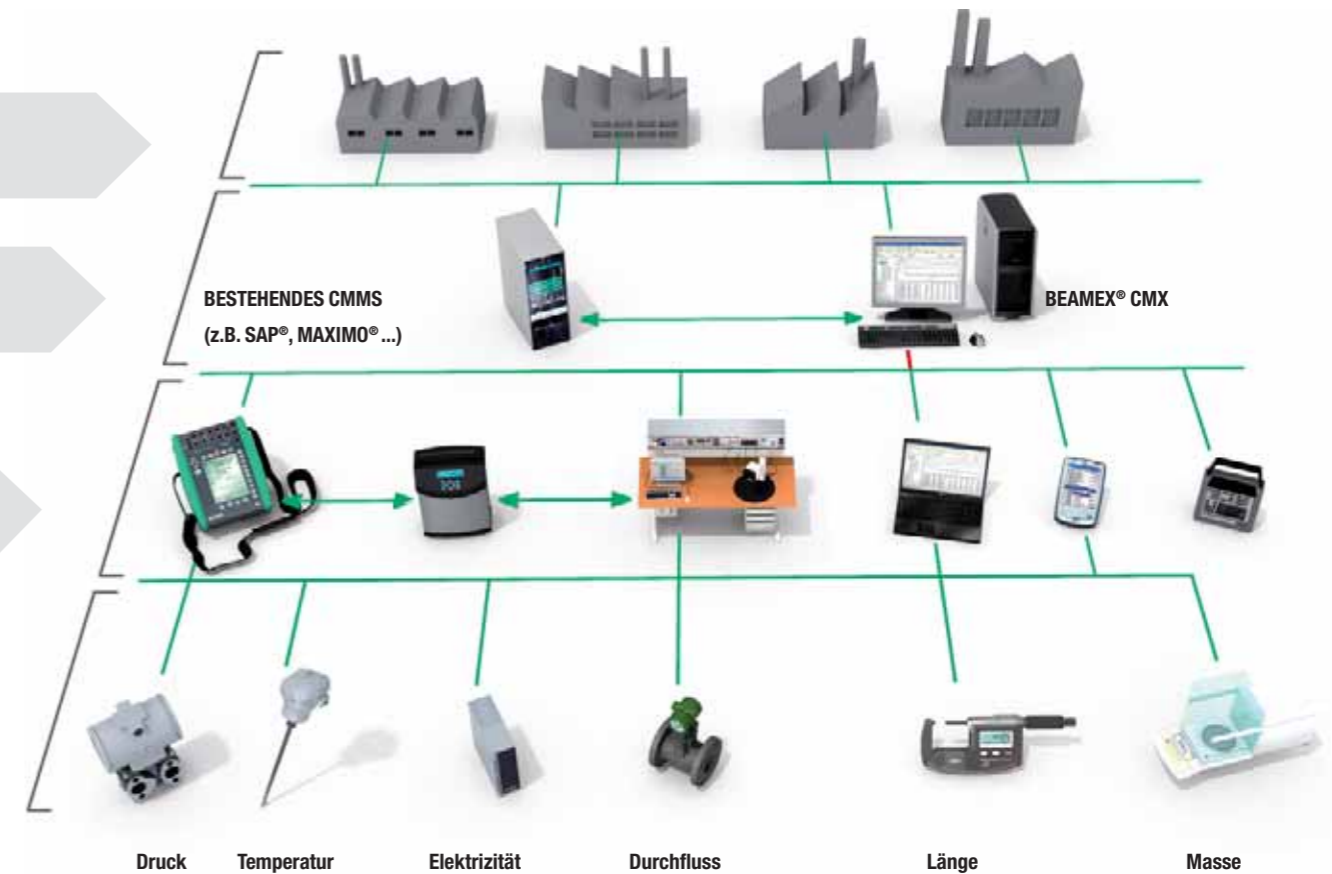 BESTEHENDES CMMS
(z.B. SAP®, MAXIMO® ...)
BEAMEX® CMX
Druck
Temperatur
Elektrizität
Durchfluss
Länge
Masse